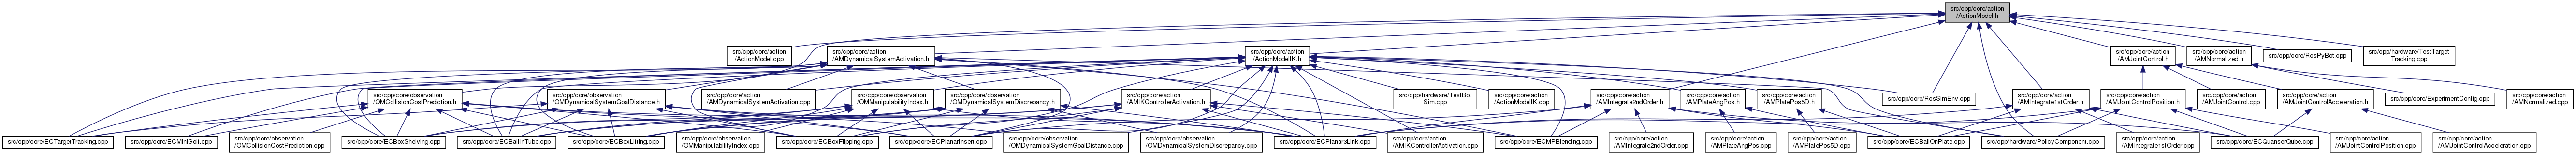 src/cpp/core/action
/ActionModel.h
src/cpp/core/action
/ActionModel.cpp
src/cpp/core/action
/AMDynamicalSystemActivation.h
src/cpp/core/action
/ActionModelIK.h
src/cpp/core/action
/AMJointControl.h
src/cpp/core/action
/AMNormalized.h
src/cpp/core/RcsPyBot.cpp
src/cpp/hardware/TestTarget
Tracking.cpp
src/cpp/core/observation
/OMCollisionCostPrediction.h
src/cpp/core/observation
/OMDynamicalSystemGoalDistance.h
src/cpp/core/action
/AMDynamicalSystemActivation.cpp
src/cpp/core/observation
/OMManipulabilityIndex.h
src/cpp/core/observation
/OMDynamicalSystemDiscrepancy.h
src/cpp/core/action
/AMIKControllerActivation.h
src/cpp/hardware/TestBot
Sim.cpp
src/cpp/core/action
/ActionModelIK.cpp
src/cpp/core/action
/AMIntegrate2ndOrder.h
src/cpp/core/action
/AMPlateAngPos.h
src/cpp/core/action
/AMPlatePos5D.h
src/cpp/core/RcsSimEnv.cpp
src/cpp/core/action
/AMIntegrate1stOrder.h
src/cpp/core/action
/AMJointControlPosition.h
src/cpp/core/action
/AMJointControl.cpp
src/cpp/core/action
/AMJointControlAcceleration.h
src/cpp/core/ExperimentConfig.cpp
src/cpp/core/action
/AMNormalized.cpp
src/cpp/core/ECTargetTracking.cpp
src/cpp/core/ECMiniGolf.cpp
src/cpp/core/observation
/OMCollisionCostPrediction.cpp
src/cpp/core/ECBoxShelving.cpp
src/cpp/core/ECBallInTube.cpp
src/cpp/core/ECBoxLifting.cpp
src/cpp/core/observation
/OMManipulabilityIndex.cpp
src/cpp/core/ECBoxFlipping.cpp
src/cpp/core/ECPlanarInsert.cpp
src/cpp/core/observation
/OMDynamicalSystemGoalDistance.cpp
src/cpp/core/observation
/OMDynamicalSystemDiscrepancy.cpp
src/cpp/core/ECPlanar3Link.cpp
src/cpp/core/action
/AMIKControllerActivation.cpp
src/cpp/core/ECMPBlending.cpp
src/cpp/core/action
/AMIntegrate2ndOrder.cpp
src/cpp/core/action
/AMPlateAngPos.cpp
src/cpp/core/action
/AMPlatePos5D.cpp
src/cpp/core/ECBallOnPlate.cpp
src/cpp/hardware/PolicyComponent.cpp
src/cpp/core/action
/AMIntegrate1stOrder.cpp
src/cpp/core/ECQuanserQube.cpp
src/cpp/core/action
/AMJointControlPosition.cpp
src/cpp/core/action
/AMJointControlAcceleration.cpp